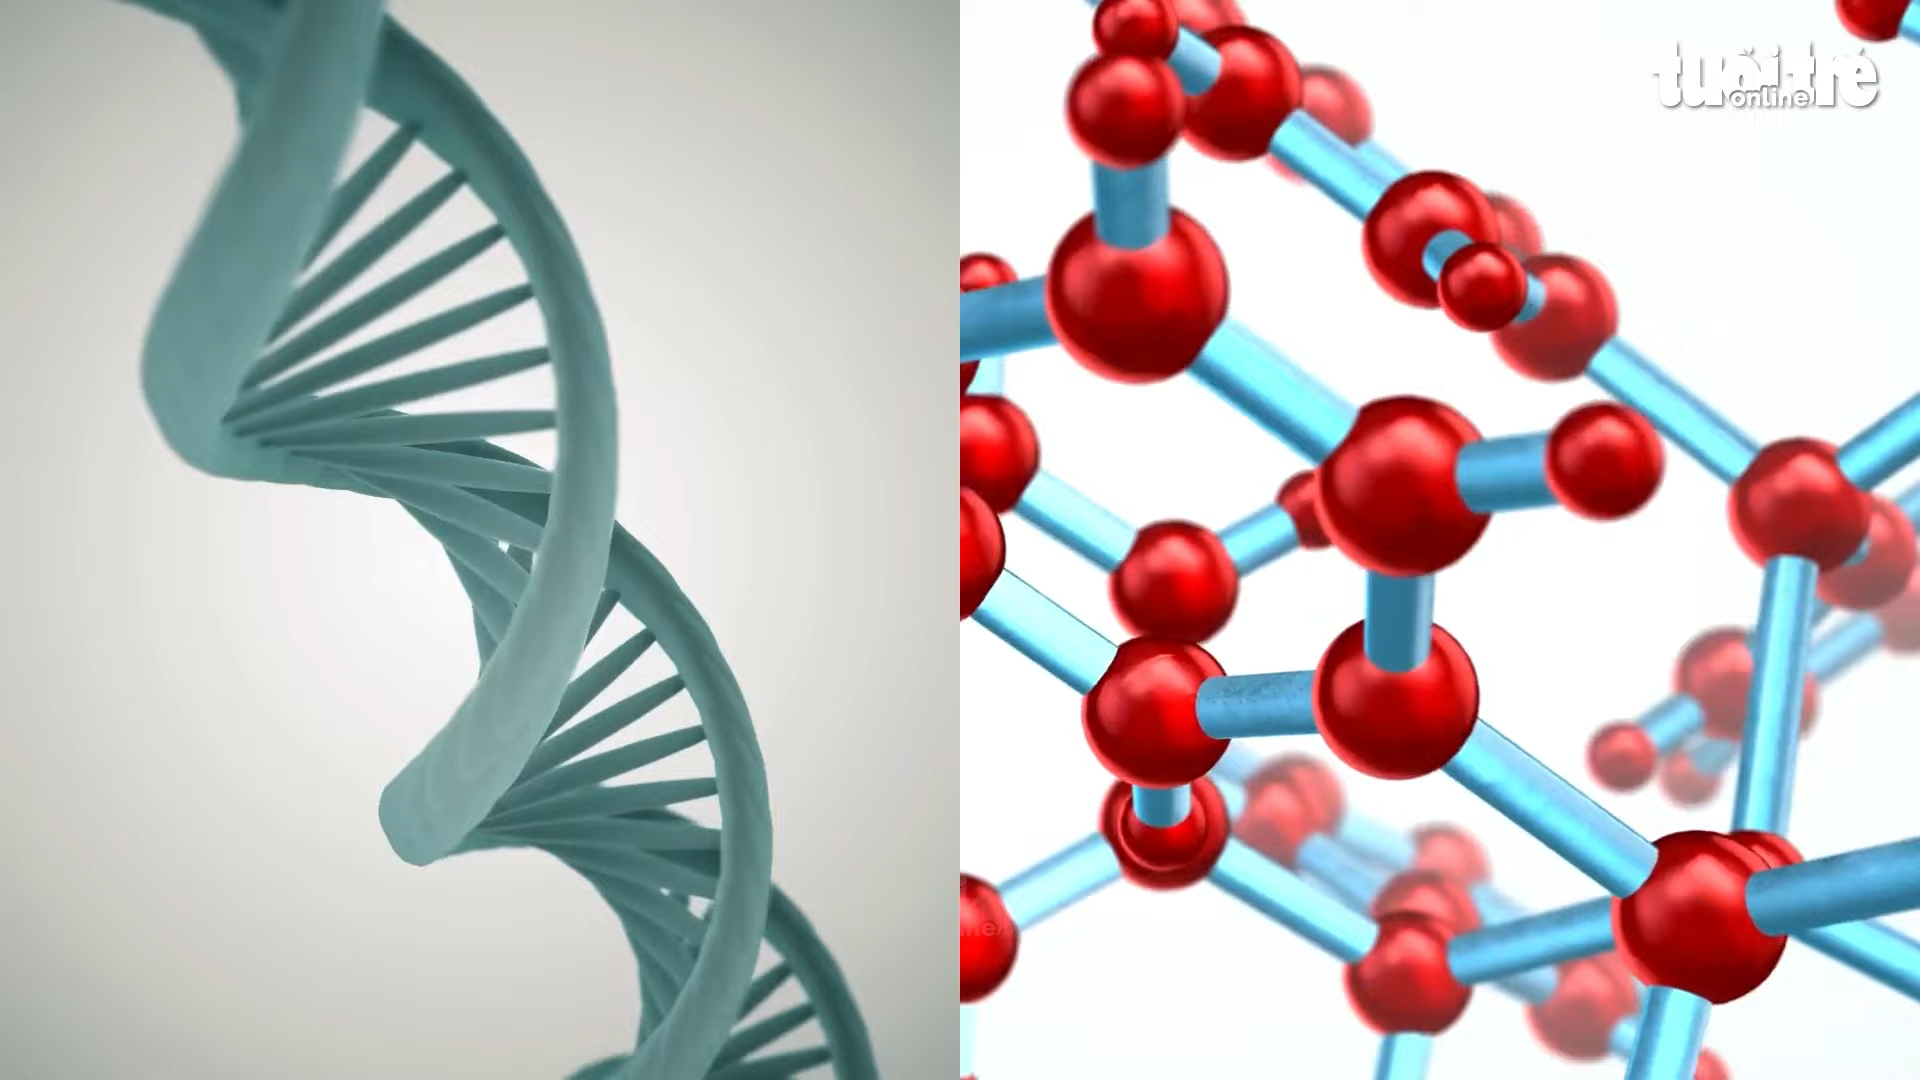 tuổi trẻ
online